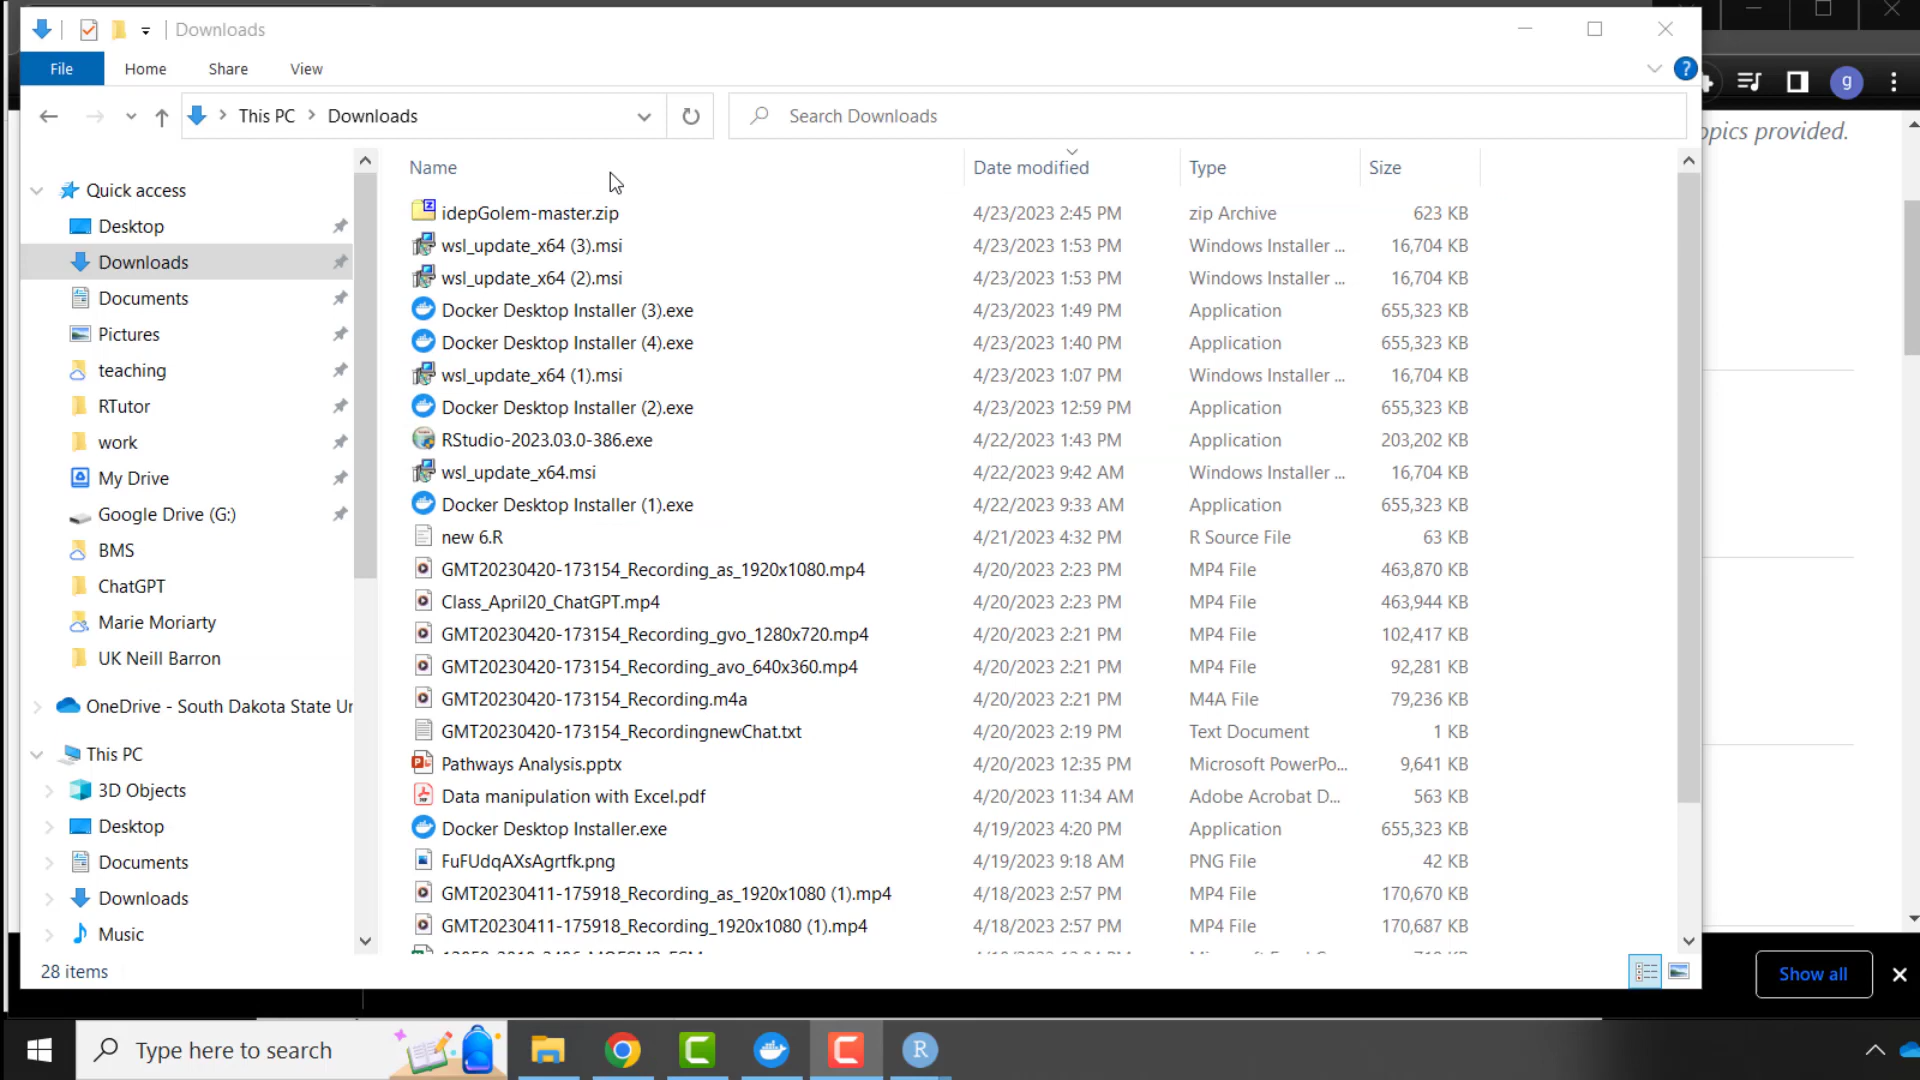 Downloads
File Home Share View ?
This PC Downloads
Search Downloads
g
opics provided.
Name Date modified Type Size
Quick access
Desktop
Downloads
Documents
Pictures
teaching
RTutor
work
My Drive
Google Drive (G:)
BMS
ChatGPT
Marie Moriarty
UK Neill Barron
OneDrive - South Dakota State Ur
This PC
3D Objects
Desktop
Documents
Downloads
Music
idepGolem-master.zip 4/23/2023 2:45 PM zip Archive 623 KB
wsl_update_x64 (3).msi 4/23/2023 1:53 PM Windows Installer ... 16,704 KB
wsl_update_x64 (2).msi 4/23/2023 1:53 PM Windows Installer ... 16,704 KB
Docker Desktop Installer (3).exe 4/23/2023 1:49 PM Application 655,323 KB
Docker Desktop Installer (4).exe 4/23/2023 1:40 PM Application 655,323 KB
wsl_update_x64 (1).msi 4/23/2023 1:07 PM Windows Installer ... 16,704 KB
Docker Desktop Installer (2).exe 4/23/2023 12:59 PM Application 655,323 KB
RStudio-2023.03.0-386.exe 4/22/2023 1:43 PM Application 203,202 KB
wsl_update_x64.msi 4/22/2023 9:42 AM Windows Installer ... 16,704 KB
Docker Desktop Installer (1).exe 4/22/2023 9:33 AM Application 655,323 KB
new 6.R 4/21/2023 4:32 PM R Source File 63 KB
GMT20230420-173154_Recording_as_1920x1080.mp4 4/20/2023 2:23 PM MP4 File 463,870 KB
Class_April20_ChatGPT.mp4 4/20/2023 2:23 PM MP4 File 463,944 KB
GMT20230420-173154_Recording_gvo_1280x720.mp4 4/20/2023 2:21 PM MP4 File 102,417 KB
GMT20230420-173154_Recording_avo_640x360.mp4 4/20/2023 2:21 PM MP4 File 92,281 KB
GMT20230420-173154_Recording.m4a 4/20/2023 2:21 PM M4A File 79,236 KB
GMT20230420-173154_RecordingnewChat.txt 4/20/2023 2:19 PM Text Document 1 KB
Pathways Analysis.pptx 4/20/2023 12:35 PM Microsoft PowerPo... 9,641 KB
Data manipulation with Excel.pdf 4/20/2023 11:34 AM Adobe Acrobat D... 563 KB
Docker Desktop Installer.exe 4/19/2023 4:20 PM Application 655,323 KB
FuFUdqAXsAgrtfk.png 4/19/2023 9:18 AM PNG File 42 KB
GMT20230411-175918_Recording_as_1920x1080 (1).mp4 4/18/2023 2:57 PM MP4 File 170,670 KB
GMT20230411-175918_Recording_1920x1080 (1).mp4 4/18/2023 2:57 PM MP4 File 170,687 KB
28 items
Show all
Type here to search
R